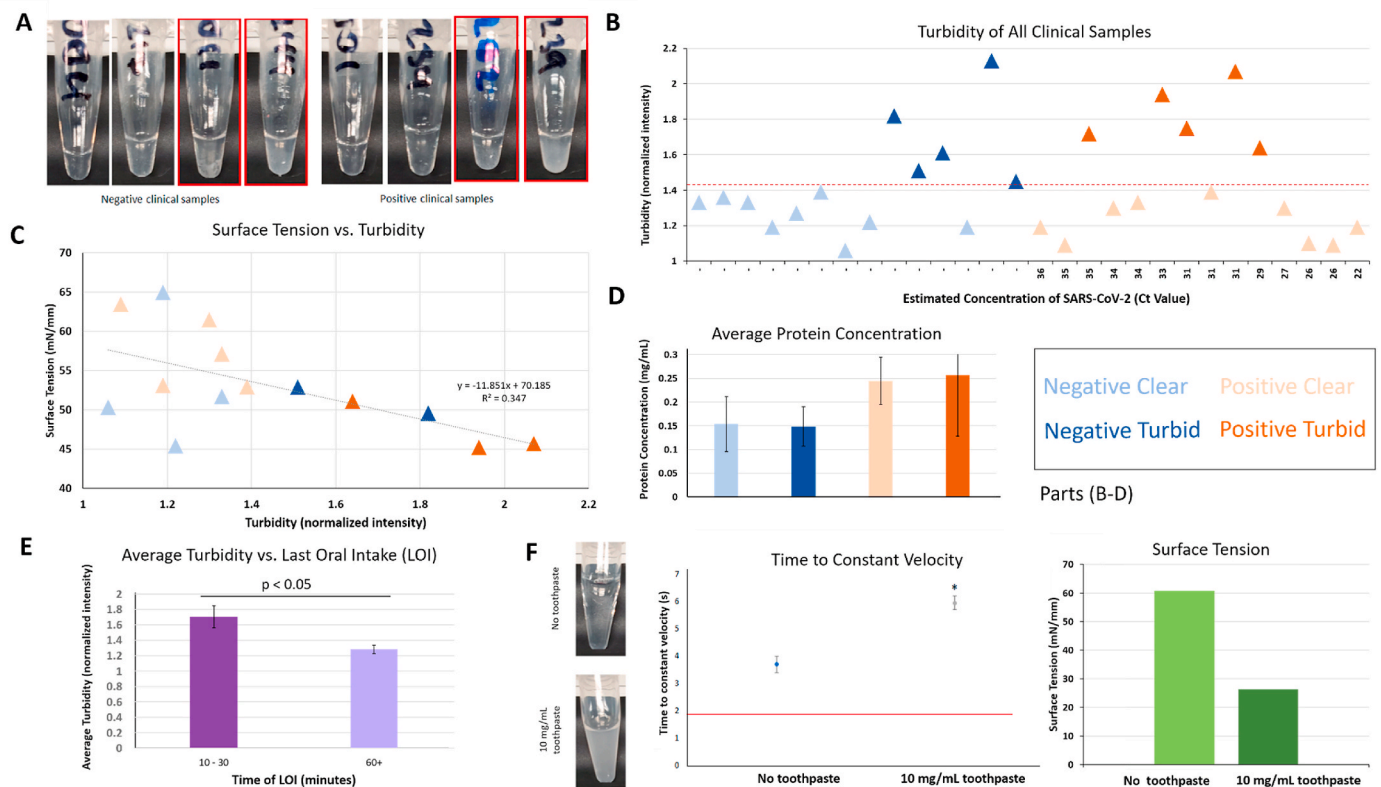 A
Negative clinical samples
Positive clinical samples
B
Turbidity of All Clinical Samples
Turbidity (normalized intensity)
2.2
2
1.8
1.6
1.4
1.2
1
- - - - - - - - - - - - - - 36 35 35 34 34 33 31 31 31 29 27 26 26 22
Estimated Concentration of SARS-CoV-2 (Ct Value)
C
Surface Tension vs. Turbidity
Surface Tension (mN/mm)
70
65
60
55
50
45
40
y = -11.851x + 70.185
R² = 0.347
1 1.2 1.4 1.6 1.8 2 2.2
Turbidity (normalized intensity)
D
Average Protein Concentration
Protein Concentration (mg/mL)
0.3
0.25
0.2
0.15
0.1
0.05
0
Negative Clear Positive Clear
Negative Turbid Positive Turbid
Parts (B-D)
E
Average Turbidity vs. Last Oral Intake (LOI)
p < 0.05
Average Turbidity (normalized intensity)
2
1.8
1.6
1.4
1.2
1
0.8
0.6
0.4
0.2
0
10 - 30 60+
Time of LOI (minutes)
F
No toothpaste
10 mg/mL
toothpaste
Time to Constant Velocity
Time to constant velocity (s)
7
6
5
4
3
2
1
0
*
No toothpaste 10 mg/mL toothpaste
Surface Tension
Surface Tension (mN/mm)
70
60
50
40
30
20
10
0
No toothpaste 10 mg/mL toothpaste